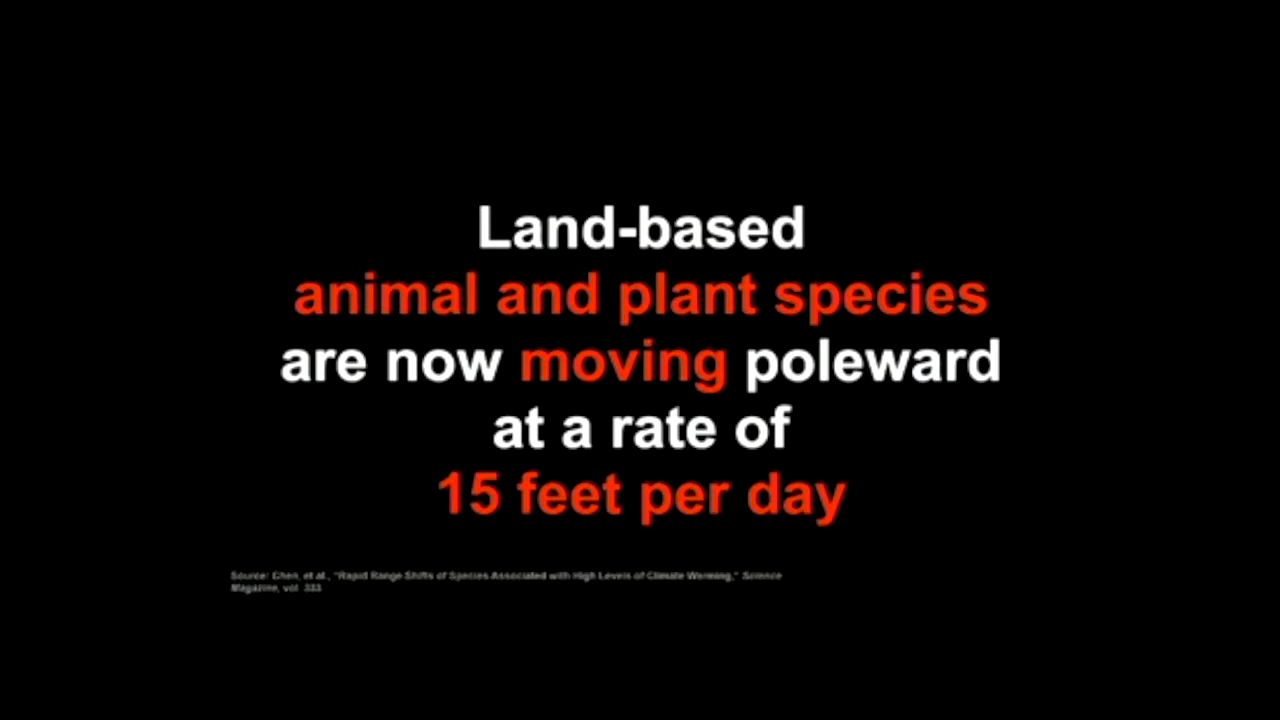 Land-based
animal and plant species
are now moving poleward
at a rate of
15 feet per day
Source: Chen, et al., "Rapid Range Shifts of Species Associated with High Levels of Climate Warming," Science
Magazine, vol. 333